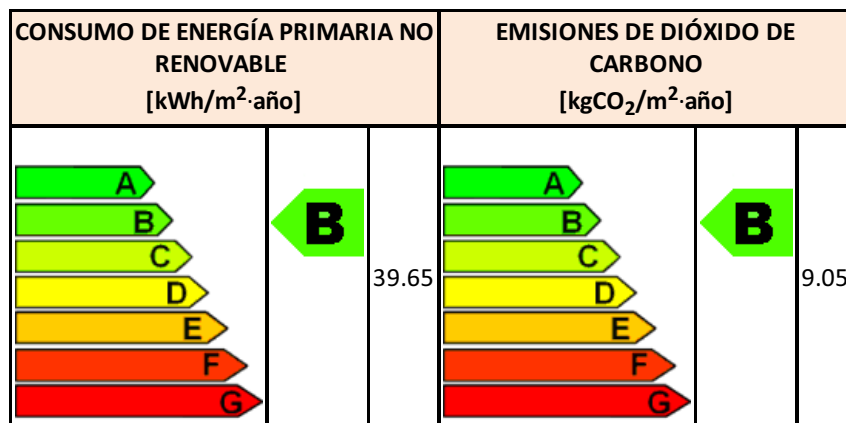 CONSUMO DE ENERGÍA PRIMARIA NO
RENOVABLE
[kWh/m²·año]
EMISIONES DE DIÓXIDO DE
CARBONO
[kgCO₂/m²·año]
A
B
C
D
E
F
G
B
39.65
A
B
C
D
E
F
G
B
9.05